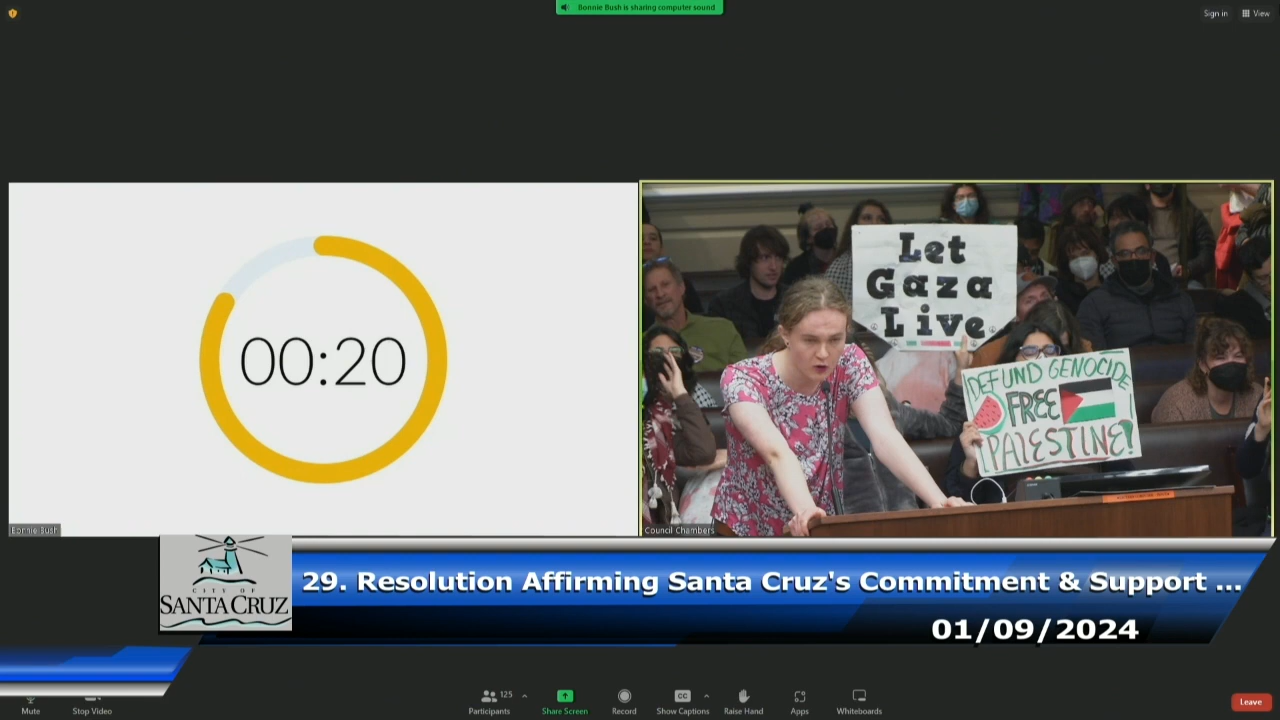 Bonnie Bush is sharing computer sound
Sign in
View
00:20
Let
Gaza
Live
DEFUND GENOCIDE
FREE
PALESTINE!
Bonnie Bush
Council Chambers
CITY OF
SANTA CRUZ
29. Resolution Affirming Santa Cruz's Commitment & Support ...
01/09/2024
Mute
Stop Video
Participants
125
Share Screen
Record
CC
Show Captions
Raise Hand
Apps
Whiteboards
Leave